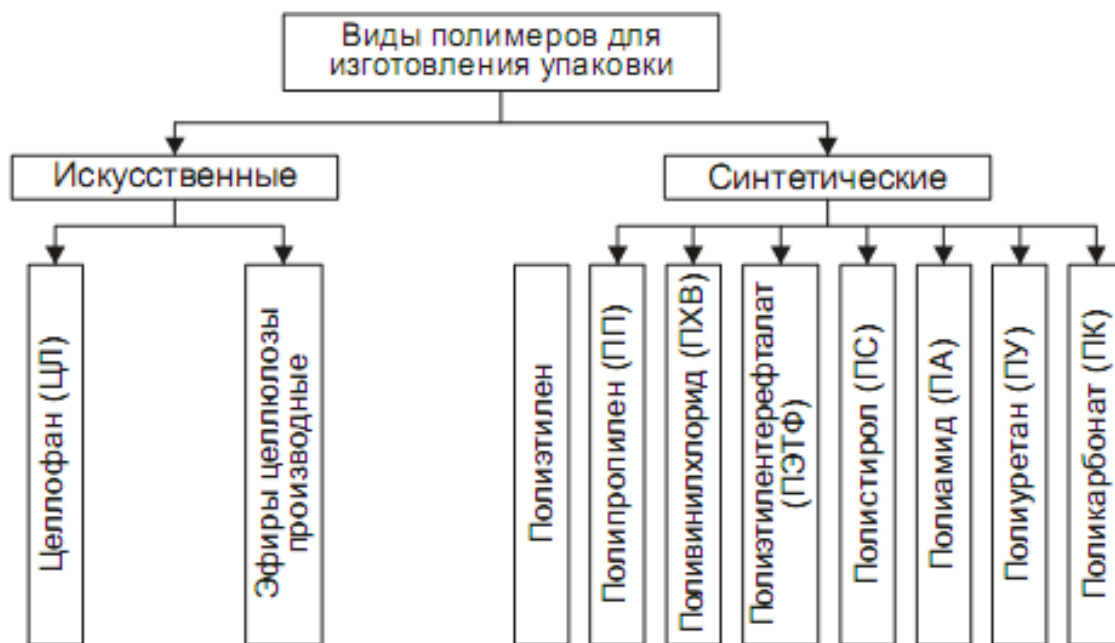 Виды полимеров для
изготовления упаковки
Искусственные
Синтетические
Целлофан (ЦЛ)
Эфиры целлюлозы
производные
Полиэтилен
Полипропилен (ПП)
Поливинилхлорид (ПХВ)
Полиэтилентерефталат
(ПЭТФ)
Полистирол (ПС)
Полиамид (ПА)
Полиуретан (ПУ)
Поликарбонат (ПК)